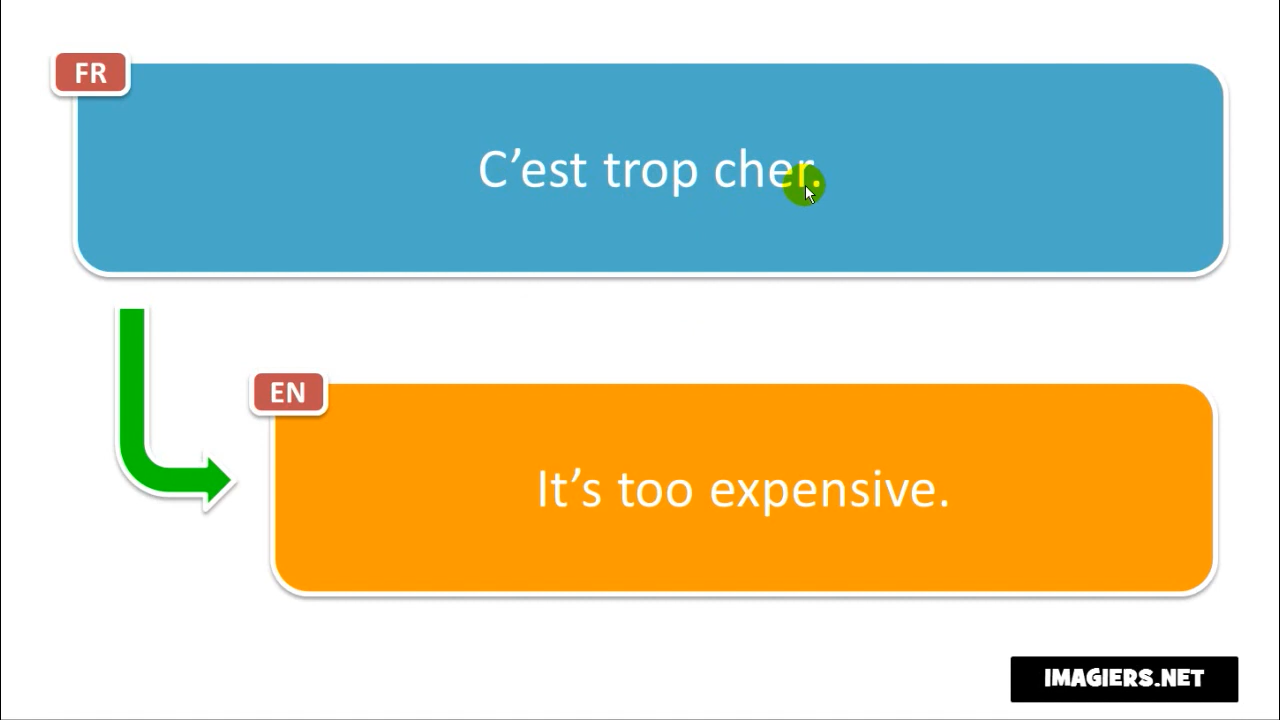 FR
C’est trop cher.
EN
It’s too expensive.
IMAGIERS.NET